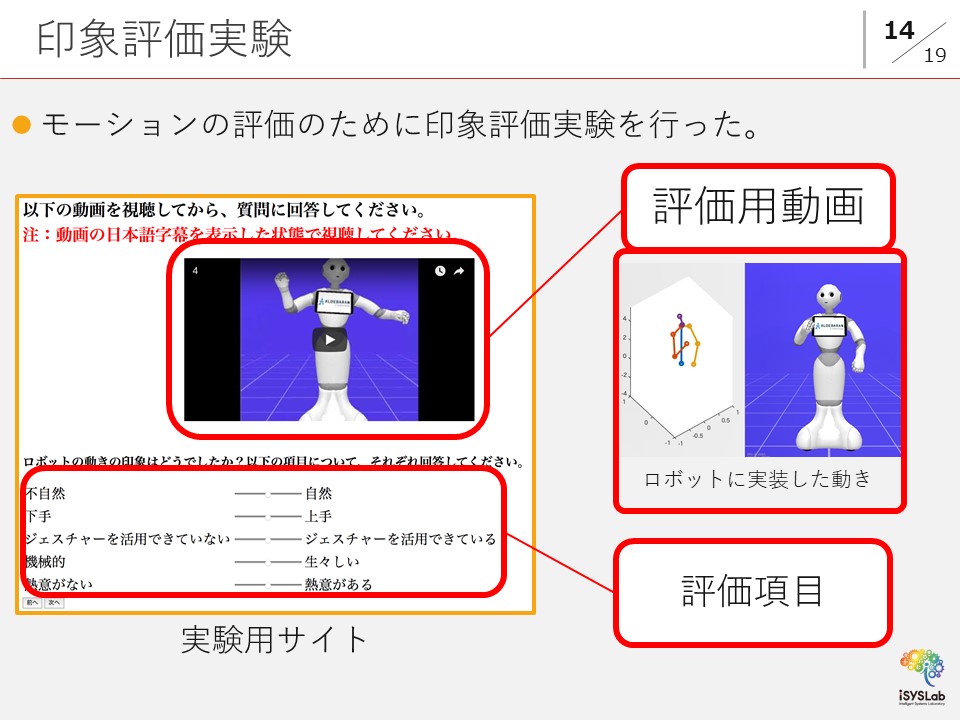 印象評価実験
14
19
モーションの評価のために印象評価実験を行った。
以下の動画を視聴してから、質問に回答してください。
注：動画の日本語字幕を表示した状態で視聴してください。
4
ALDEBARAN
ロボットの動きの印象はどうでしたか？以下の項目について、それぞれ回答してください。
不自然 自然
下手 上手
ジェスチャーを活用できていない ジェスチャーを活用できている
機械的 生々しい
熱意がない 熱意がある
前へ 次へ
実験用サイト
評価用動画
4
2
0
-2
-4
1
0
-1
-1
-0.5
0
0.5
1
ALDEBARAN
ロボットに実装した動き
評価項目
iSYSLab
Intelligent Systems Laboratory